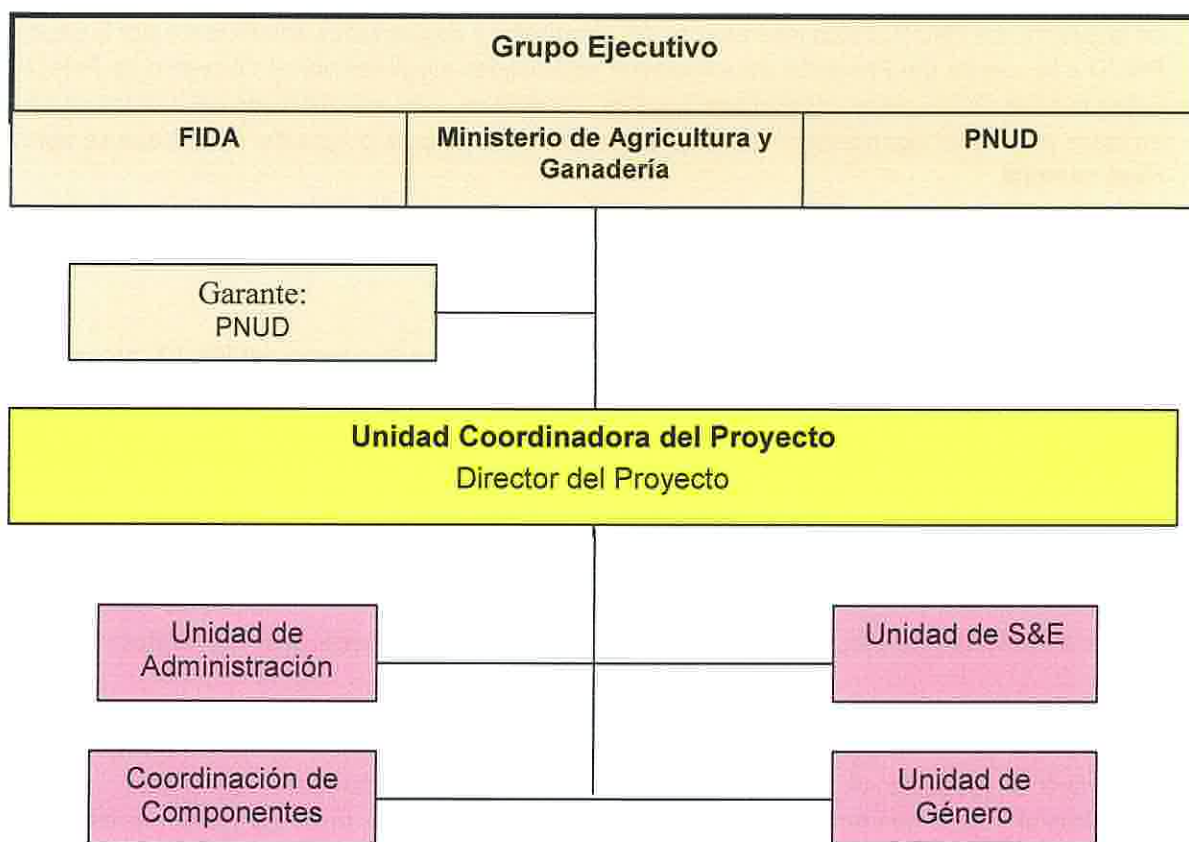 Grupo Ejecutivo
FIDA
Ministerio de Agricultura y
Ganadería
PNUD
Garante:
PNUD
Unidad Coordinadora del Proyecto
Director del Proyecto
Unidad de
Administración
Unidad de S&E
Coordinación de
Componentes
Unidad de
Género